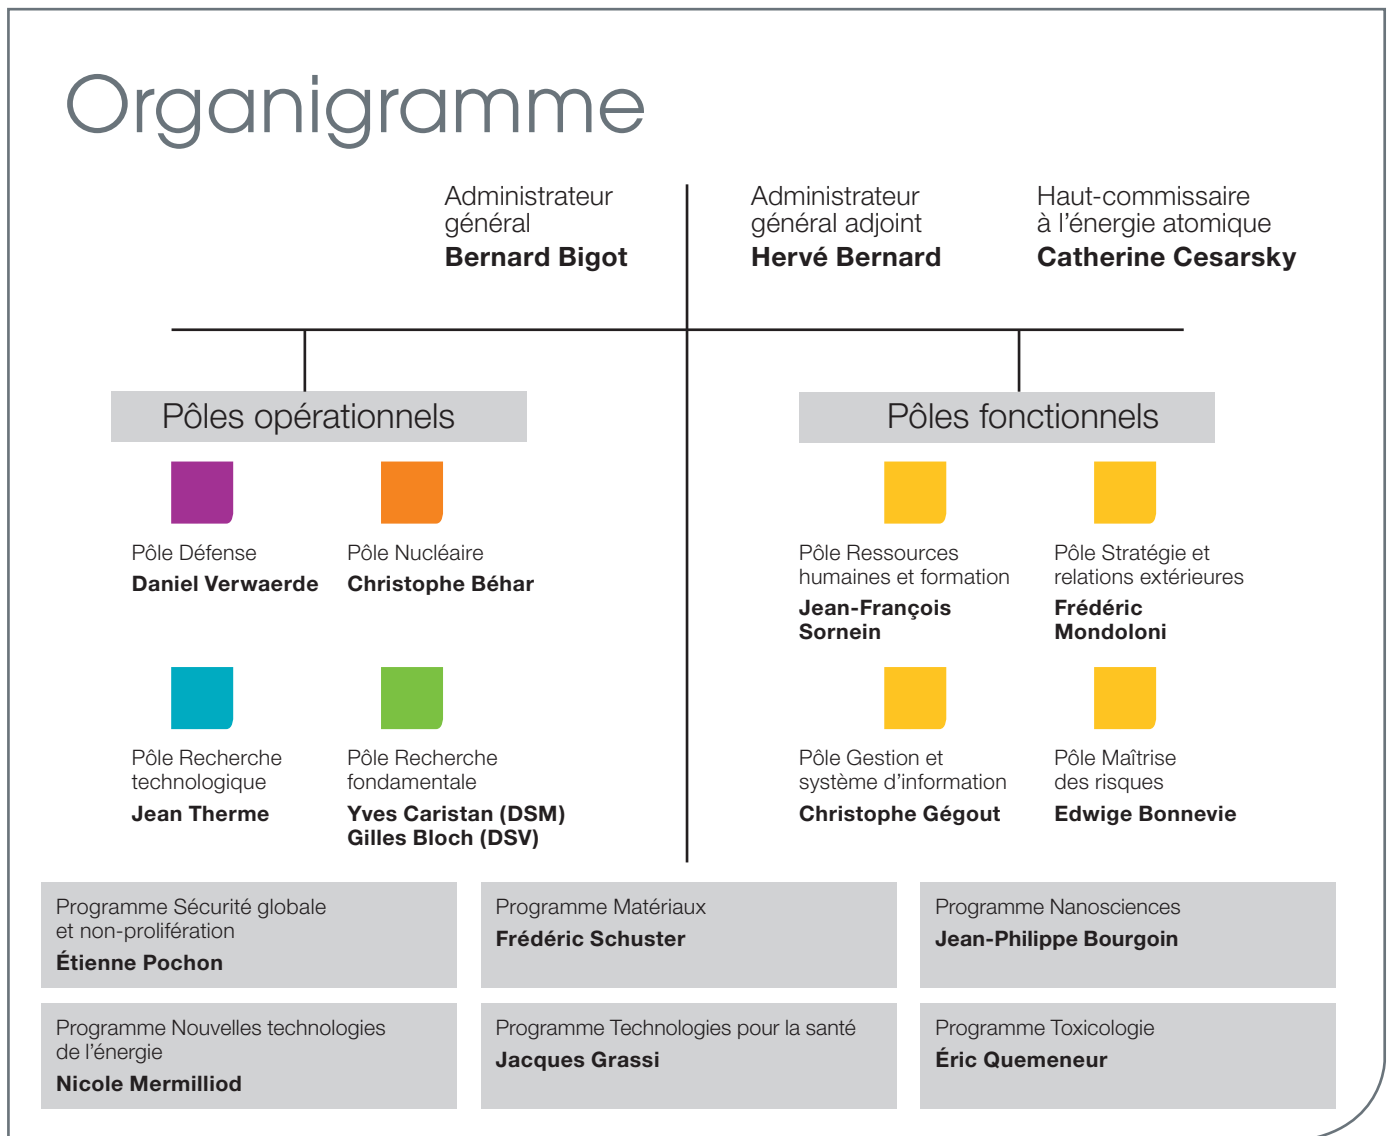 Organigramme
Administrateur
général
Bernard Bigot
Administrateur
général adjoint
Hervé Bernard
Haut-commissaire
à l'énergie atomique
Catherine Cesarsky
Pôles opérationnels
Pôle Défense
Daniel Verwaerde
Pôle Nucléaire
Christophe Béhar
Pôle Recherche
technologique
Jean Therme
Pôle Recherche
fondamentale
Yves Caristan (DSM)
Gilles Bloch (DSV)
Pôles fonctionnels
Pôle Ressources
humaines et formation
Jean-François
Sornein
Pôle Stratégie et
relations extérieures
Frédéric
Mondoloni
Pôle Gestion et
système d'information
Christophe Gégout
Pôle Maîtrise
des risques
Edwige Bonnevie
Programme Sécurité globale
et non-prolifération
Étienne Pochon
Programme Matériaux
Frédéric Schuster
Programme Nanosciences
Jean-Philippe Bourgoin
Programme Nouvelles technologies
de l'énergie
Nicole Mermilliod
Programme Technologies pour la santé
Jacques Grassi
Programme Toxicologie
Éric Quemeneur